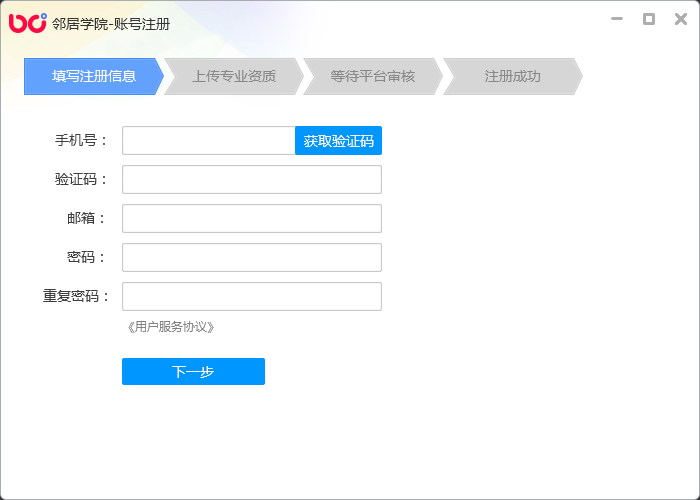 邻居学院-账号注册
填写注册信息 上传专业资质 等待平台审核 注册成功
手机号： 获取验证码
验证码：
邮箱：
密码：
重复密码：
《用户服务协议》
下一步